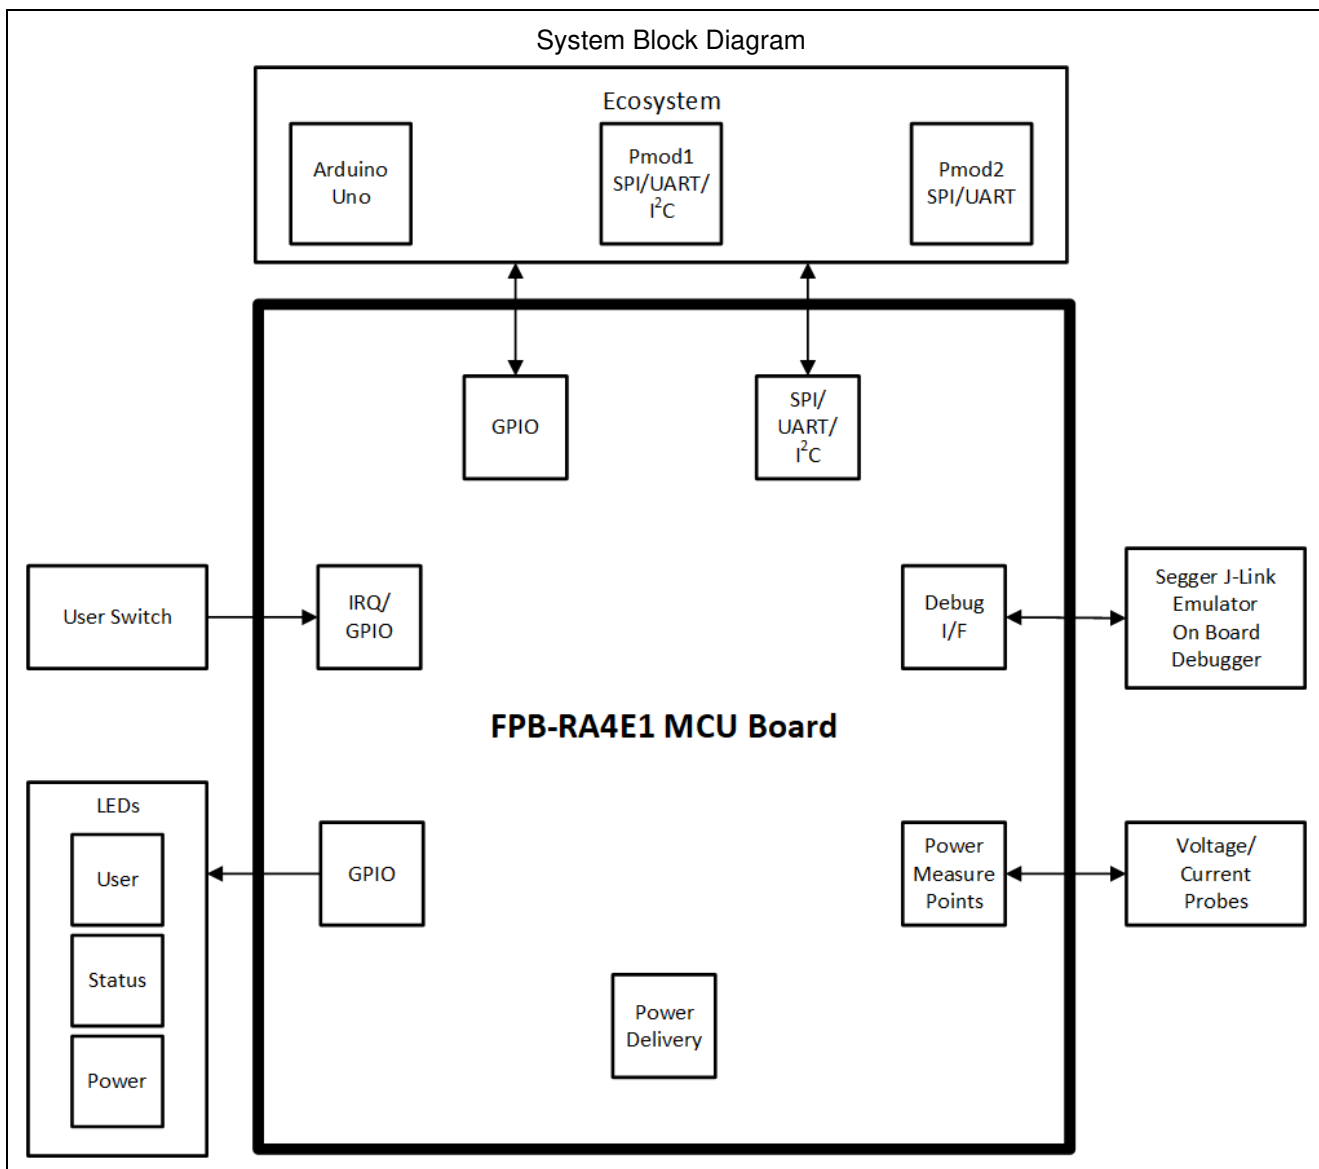 System Block Diagram
Ecosystem
Arduino
Uno
Pmod1
SPI/UART/
I²C
Pmod2
SPI/UART
GPIO
SPI/
UART/
I²C
User Switch
IRQ/
GPIO
Debug
I/F
Segger J-Link
Emulator
On Board
Debugger
FPB-RA4E1 MCU Board
LEDs
User
Status
Power
GPIO
Power
Measure
Points
Voltage/
Current
Probes
Power
Delivery